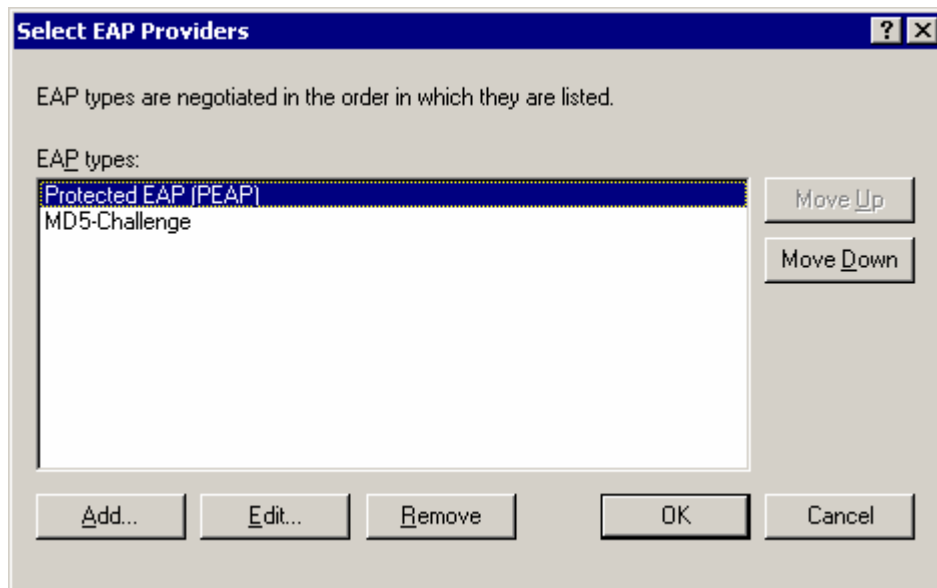 Select EAP Providers
EAP types are negotiated in the order in which they are listed.
EAP types:
Protected EAP (PEAP)
MD5-Challenge
Move Up
Move Down
Add...
Edit...
Remove
OK
Cancel